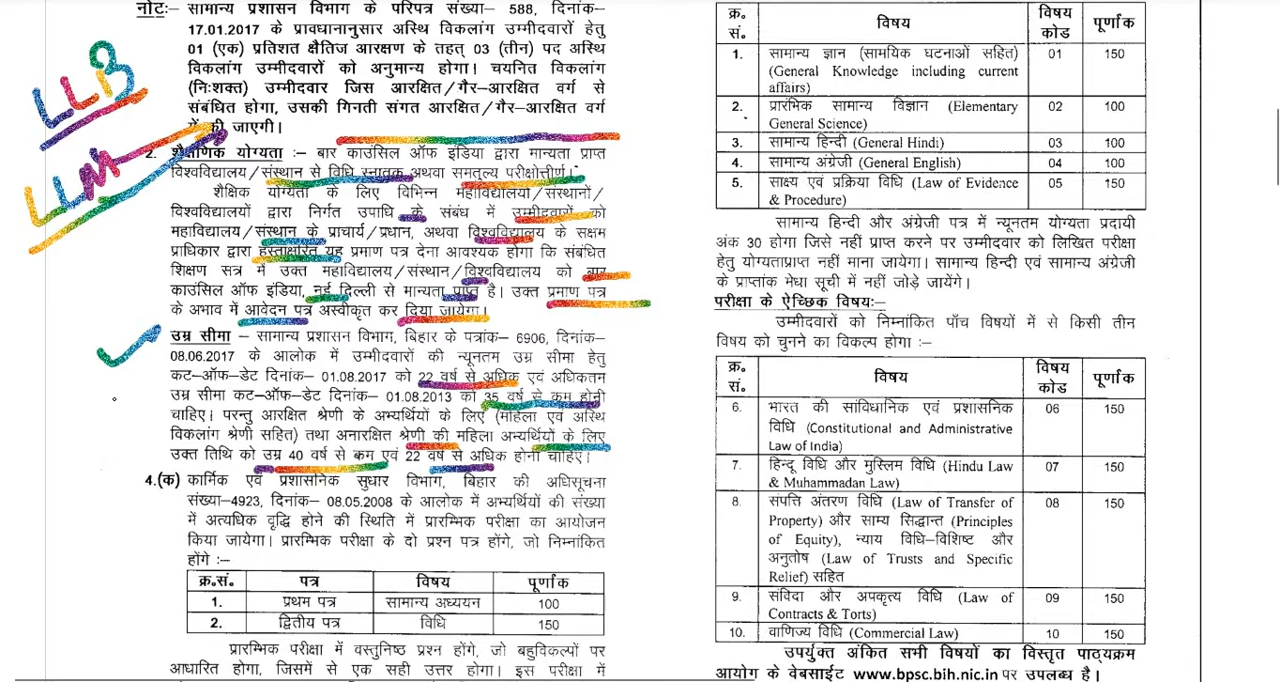 नोटः– सामान्य प्रशासन विभाग के परिपत्र संख्या– 588, दिनांक–
17.01.2017 के प्रावधानानुसार अस्थि विकलांग उम्मीदवारों हेतु
01 (एक) प्रतिशत क्षैतिज आरक्षण के तहत् 03 (तीन) पद अस्थि
विकलांग उम्मीदवारों को अनुमान्य होगा। चयनित विकलांग
(निःशक्त) उम्मीदवार जिस आरक्षित/गैर–आरक्षित वर्ग से
संबंधित होगा, उसकी गिनती संगत आरक्षित/गैर–आरक्षित वर्ग
में की जाएगी।
LLB
LLM
2. शैक्षणिक योग्यता :– बार काउंसिल ऑफ इंडिया द्वारा मान्यता प्राप्त
विश्वविद्यालय/संस्थान से विधि स्नातक अथवा समतुल्य परीक्षोत्तीर्ण।
शैक्षिक योग्यता के लिए विभिन्न महाविद्यालय/संस्थानों/
विश्वविद्यालयों द्वारा निर्गत उपाधि के संबंध में उम्मीदवारों को
महाविद्यालय/संस्थान के प्राचार्य/प्रधान, अथवा विश्वविद्यालय के सक्षम
प्राधिकार द्वारा हस्ताक्षरित यह प्रमाण पत्र देना आवश्यक होगा कि संबंधित
शिक्षण सत्र में उक्त महाविद्यालय/संस्थान/विश्वविद्यालय को बार
काउंसिल ऑफ इंडिया, नई दिल्ली से मान्यता प्राप्त है। उक्त प्रमाण पत्र
के अभाव में आवेदन पत्र अस्वीकृत कर दिया जायेगा।
उम्र सीमा – सामान्य प्रशासन विभाग, बिहार के पत्रांक– 6906, दिनांक–
08.06.2017 के आलोक में उम्मीदवारों की न्यूनतम उम्र सीमा हेतु
कट–ऑफ–डेट दिनांक– 01.08.2017 को 22 वर्ष से अधिक एवं अधिकतम
उम्र सीमा कट–ऑफ–डेट दिनांक– 01.08.2013 को 35 वर्ष से कम होनी
चाहिए। परन्तु आरक्षित श्रेणी के अभ्यर्थियों के लिए (महिला एवं अस्थि
विकलांग श्रेणी सहित) तथा अनारक्षित श्रेणी की महिला अभ्यर्थियों के लिए
उक्त तिथि को उम्र 40 वर्ष से कम एवं 22 वर्ष से अधिक होनी चाहिए।
4.(क) कार्मिक एवं प्रशासनिक सुधार विभाग, बिहार की अधिसूचना
संख्या–4923, दिनांक– 08.05.2008 के आलोक में अभ्यर्थियों की संख्या
में अत्यधिक वृद्धि होने की स्थिति में प्रारम्भिक परीक्षा का आयोजन
किया जायेगा। प्रारम्भिक परीक्षा के दो प्रश्न पत्र होंगे, जो निम्नांकित
होंगे :–
क्र.सं. पत्र विषय पूर्णांक
1. प्रथम पत्र सामान्य अध्ययन 100
2. द्वितीय पत्र विधि 150
प्रारम्भिक परीक्षा में वस्तुनिष्ठ प्रश्न होंगे, जो बहुविकल्पों पर
आधारित होगा, जिसमें से एक सही उत्तर होगा। इस परीक्षा में
क्र. सं. विषय विषय कोड पूर्णांक
1. सामान्य ज्ञान (सामयिक घटनाओं सहित) 01 150
(General Knowledge including current
affairs)
2. प्रारंभिक सामान्य विज्ञान (Elementary 02 100
General Science)
3. सामान्य हिन्दी (General Hindi) 03 100
4. सामान्य अंग्रेजी (General English) 04 100
5. साक्ष्य एवं प्रक्रिया विधि (Law of Evidence 05 150
& Procedure)
सामान्य हिन्दी और अंग्रेजी पत्र में न्यूनतम योग्यता प्रदायी
अंक 30 होगा जिसे नहीं प्राप्त करने पर उम्मीदवार को लिखित परीक्षा
हेतु योग्यताप्राप्त नहीं माना जायेगा। सामान्य हिन्दी एवं सामान्य अंग्रेजी
के प्राप्तांक मेधा सूची में नहीं जोड़े जायेंगे।
परीक्षा के ऐच्छिक विषयः–
उम्मीदवारों को निम्नांकित पाँच विषयों में से किसी तीन
विषय को चुनने का विकल्प होगा :–
क्र. सं. विषय विषय कोड पूर्णांक
6. भारत की सांविधानिक एवं प्रशासनिक 06 150
विधि (Constitutional and Administrative
Law of India)
7. हिन्दू विधि और मुस्लिम विधि (Hindu Law 07 150
& Muhammadan Law)
8. संपत्ति अंतरण विधि (Law of Transfer of 08 150
Property) और साम्य सिद्धान्त (Principles
of Equity), न्याय विधि–विशिष्ट और
अनुतोष (Law of Trusts and Specific
Relief) सहित
9. संविदा और अपकृत्य विधि (Law of 09 150
Contracts & Torts)
10. वाणिज्य विधि (Commercial Law) 10 150
उपर्युक्त अंकित सभी विषयों का विस्तृत पाठ्यक्रम
आयोग के वेबसाईट www.bpsc.bih.nic.in पर उपलब्ध है।